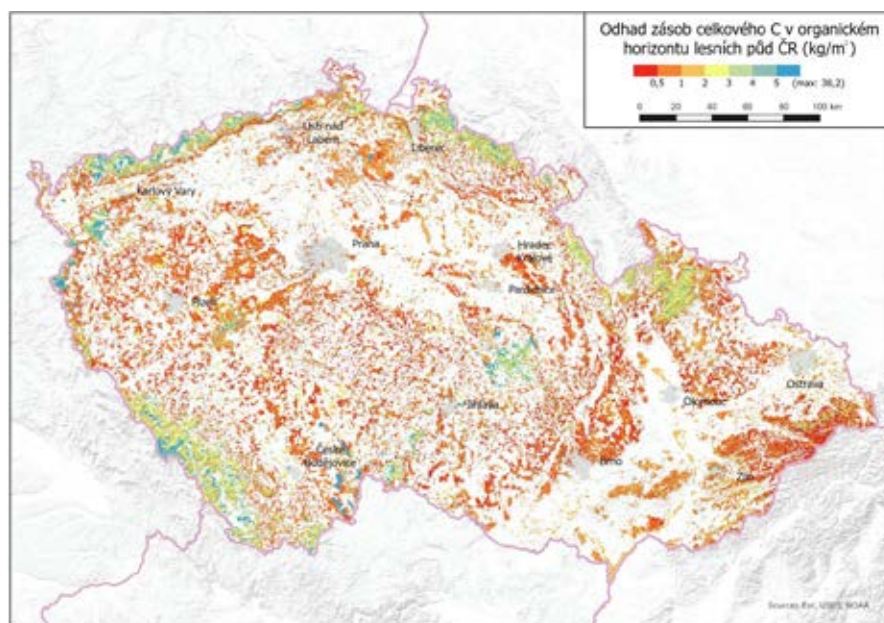 Odhad zásob celkového C v organickém
horizontu lesních půd ČR (kg/m²)
0,5 1 2 3 4 5 (max: 38,2)
0 20 40 60 80 100 km
Ústí nad
Labem
Liberec
Karlovy Vary
Praha
Hradec
Králové
Pardubice
Plzeň
Ostrava
Olomouc
Jihlava
České
Budějovice
Brno
Zlín
Sources: Esri, USGS, NOAA